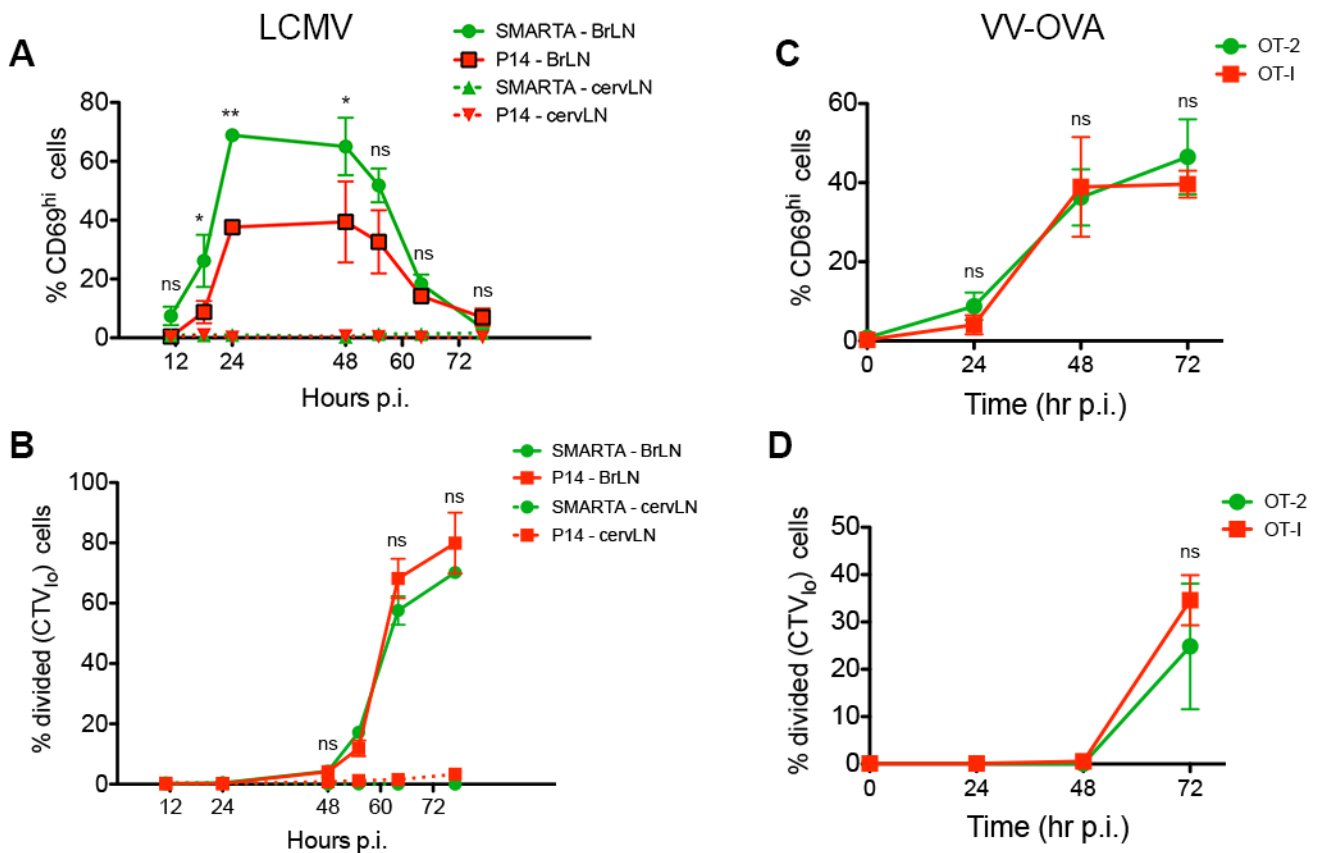 LCMV
A
SMARTA - BrLN
P14 - BrLN
SMARTA - cervLN
P14 - cervLN
% CD69hi cells
80
60
40
20
0
ns
*
**
*
ns
ns
ns
12
24
48
60
72
Hours p.i.
VV-OVA
C
OT-2
OT-I
% CD69hi cells
60
40
20
0
ns
ns
ns
0
24
48
72
Time (hr p.i.)
B
SMARTA - BrLN
P14 - BrLN
SMARTA - cervLN
P14 - cervLN
% divided (CTVlo) cells
100
80
60
40
20
0
ns
ns
ns
12
24
48
60
72
Hours p.i.
D
OT-2
OT-I
% divided (CTVlo) cells
50
40
30
20
10
0
ns
0
24
48
72
Time (hr p.i.)